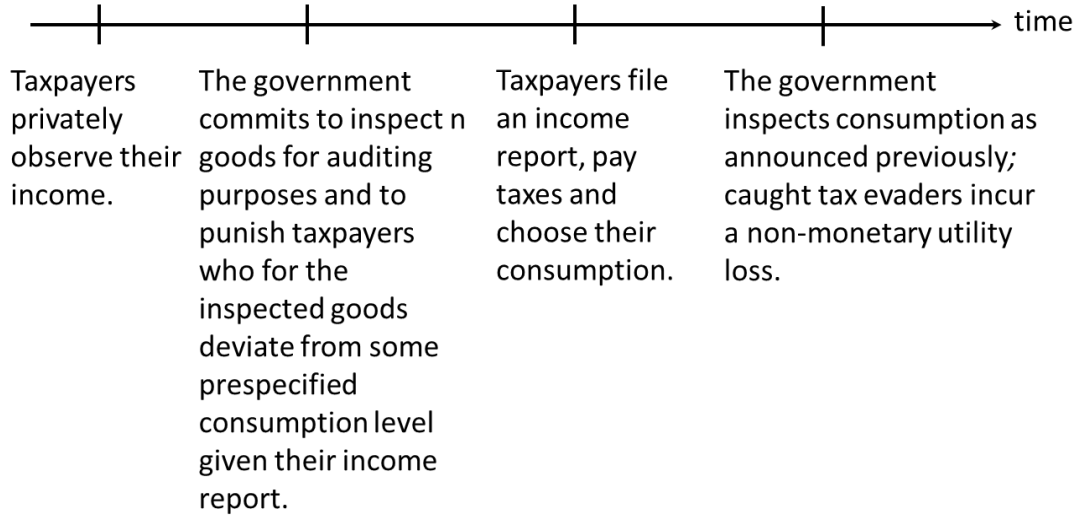 time
Taxpayers
privately
observe their
income.
The government
commits to inspect n
goods for auditing
purposes and to
punish taxpayers
who for the
inspected goods
deviate from some
prespecified
consumption level
given their income
report.
Taxpayers file
an income
report, pay
taxes and
choose their
consumption.
The government
inspects consumption as
announced previously;
caught tax evaders incur
a non-monetary utility
loss.